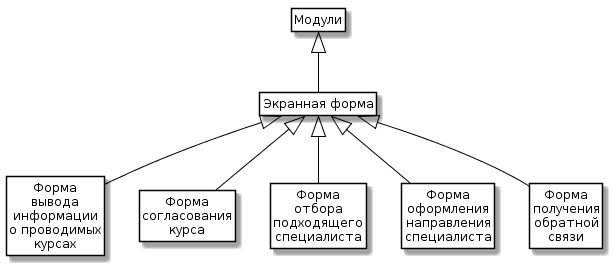 Модули
Экранная форма
Форма
вывода
информации
о проводимых
курсах
Форма
согласования
курса
Форма
отбора
подходящего
специалиста
Форма
оформления
направления
специалиста
Форма
получения
обратной
связи